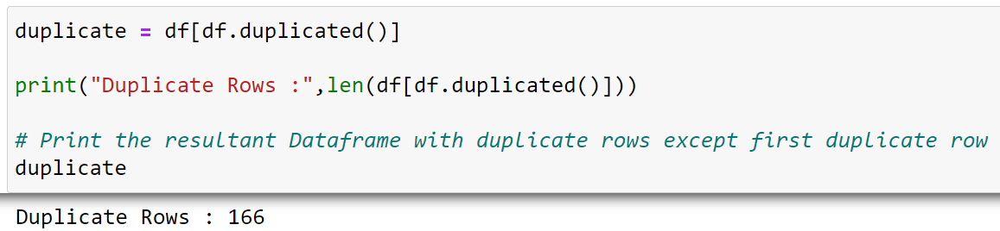 duplicate = df[df.duplicated()]
print("Duplicate Rows :",len(df[df.duplicated()]))
# Print the resultant Dataframe with duplicate rows except first duplicate row
duplicate
Duplicate Rows : 166